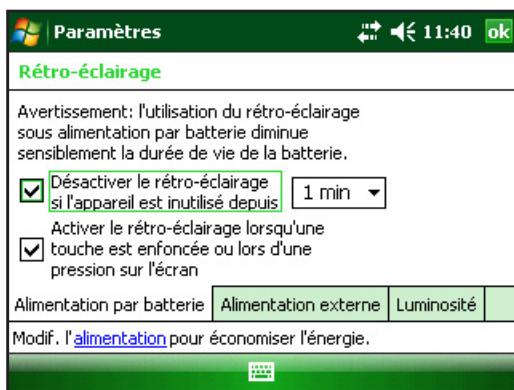 Paramètres 11:40 ok
Rétro-éclairage
Avertissement: l'utilisation du rétro-éclairage
sous alimentation par batterie diminue
sensiblement la durée de vie de la batterie.
Désactiver le rétro-éclairage
si l'appareil est inutilisé depuis 1 min
Activer le rétro-éclairage lorsqu'une
touche est enfoncée ou lors d'une
pression sur l'écran
Alimentation par batterie Alimentation externe Luminosité
Modif. l'alimentation pour économiser l'énergie.